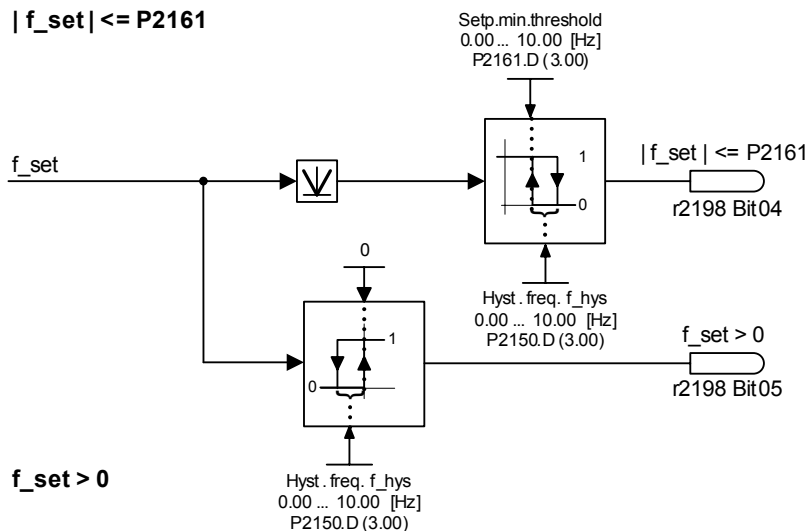 | f_set | <= P2161
Setp.min.threshold
0.00 ... 10.00 [Hz]
P2161.D (3.00)
f_set
1
0
| f_set | <= P2161
r2198 Bit04
Hyst. freq. f_hys
0.00 ... 10.00 [Hz]
P2150.D (3.00)
0
1
0
f_set > 0
r2198 Bit05
f_set > 0
Hyst. freq. f_hys
0.00 ... 10.00 [Hz]
P2150.D (3.00)